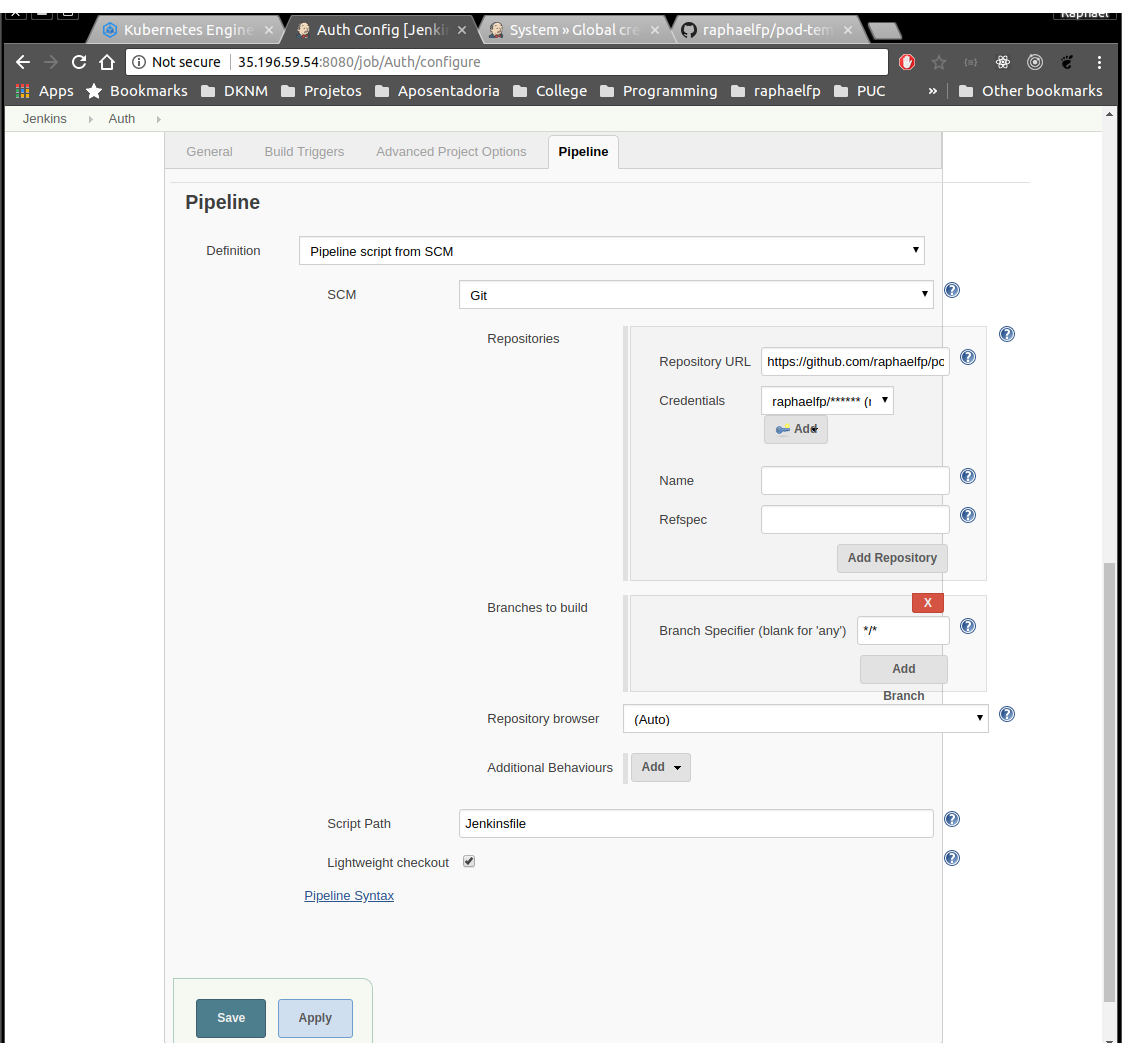 Raphael
Kubernetes Engine
Auth Config [Jenki
System » Global cre
raphaelfp/pod-tem
Not secure
35.196.59.54:8080/job/Auth/configure
Apps
Bookmarks
DKNM
Projetos
Aposentadoria
College
Programming
raphaelfp
PUC
»
Other bookmarks
Jenkins
Auth
General
Build Triggers
Advanced Project Options
Pipeline
Pipeline
Definition
Pipeline script from SCM
SCM
Git
Repositories
Repository URL
https://github.com/raphaelfp/po
Credentials
raphaelfp/****** (r
Add
Name
Refspec
Add Repository
Branches to build
X
Branch Specifier (blank for 'any')
*/*
Add
Branch
Repository browser
(Auto)
Additional Behaviours
Add
Script Path
Jenkinsfile
Lightweight checkout
Pipeline Syntax
Save
Apply